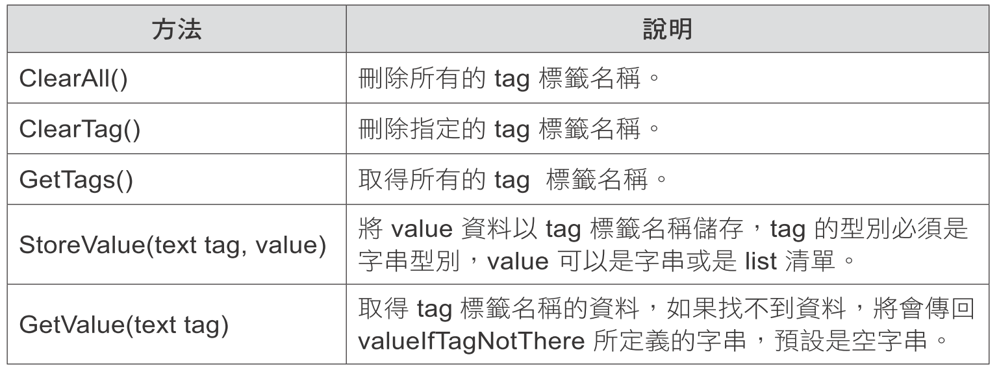 方法 說明
ClearAll() 刪除所有的 tag 標籤名稱。
ClearTag() 刪除指定的 tag 標籤名稱。
GetTags() 取得所有的 tag 標籤名稱。
StoreValue(text tag, value) 將 value 資料以 tag 標籤名稱儲存，tag 的型別必須是
字串型別，value 可以是字串或是 list 清單。
GetValue(text tag) 取得 tag 標籤名稱的資料，如果找不到資料，將會傳回
valueIfTagNotThere 所定義的字串，預設是空字串。